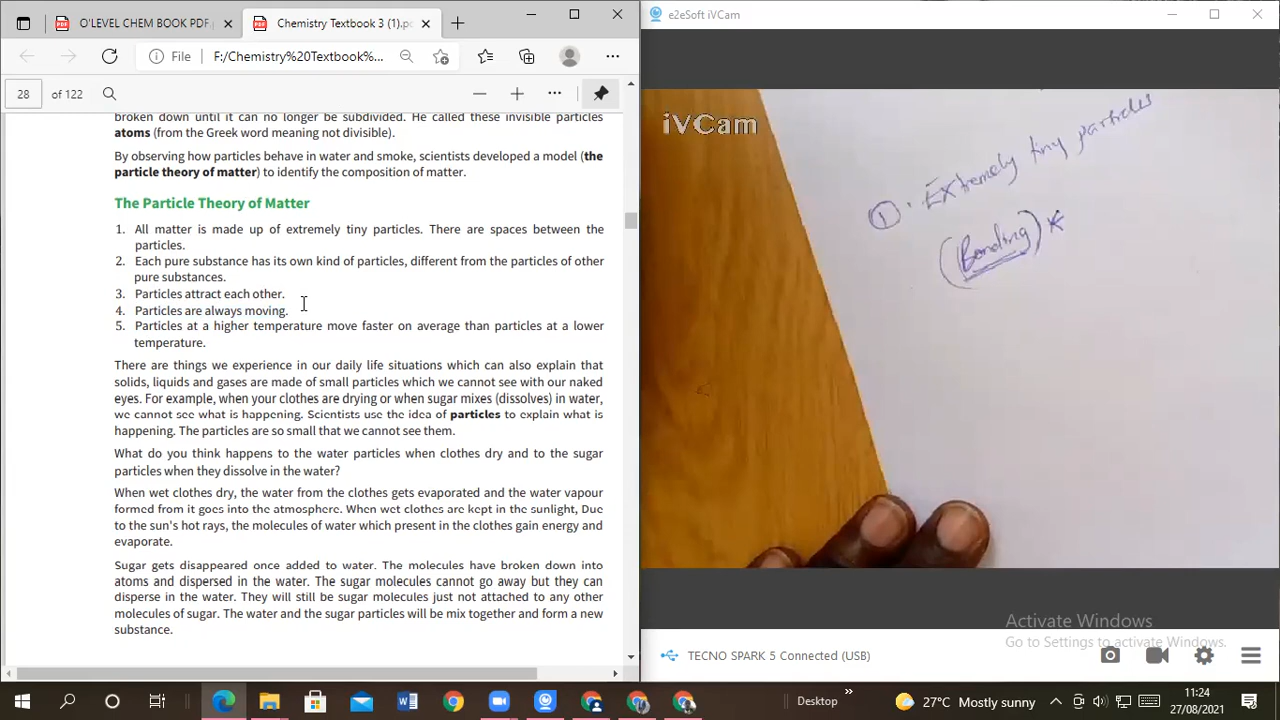 O'LEVEL CHEM BOOK PDF
Chemistry Textbook 3 (1).pc
File
F:/Chemistry%20Textbook%...
28
of 122
broken down until it can no longer be subdivided. He called these invisible particles
atoms (from the Greek word meaning not divisible).
By observing how particles behave in water and smoke, scientists developed a model (the
particle theory of matter) to identify the composition of matter.
The Particle Theory of Matter
1. All matter is made up of extremely tiny particles. There are spaces between the
particles.
2. Each pure substance has its own kind of particles, different from the particles of other
pure substances.
3. Particles attract each other.
4. Particles are always moving.
5. Particles at a higher temperature move faster on average than particles at a lower
temperature.
There are things we experience in our daily life situations which can also explain that
solids, liquids and gases are made of small particles which we cannot see with our naked
eyes. For example, when your clothes are drying or when sugar mixes (dissolves) in water,
we cannot see what is happening. Scientists use the idea of particles to explain what is
happening. The particles are so small that we cannot see them.
What do you think happens to the water particles when clothes dry and to the sugar
particles when they dissolve in the water?
When wet clothes dry, the water from the clothes gets evaporated and the water vapour
formed from it goes into the atmosphere. When wet clothes are kept in the sunlight, Due
to the sun's hot rays, the molecules of water which present in the clothes gain energy and
evaporate.
Sugar gets disappeared once added to water. The molecules have broken down into
atoms and dispersed in the water. The sugar molecules cannot go away but they can
disperse in the water. They will still be sugar molecules just not attached to any other
molecules of sugar. The water and the sugar particles will be mix together and form a new
substance.
e2eSoft iVCam
iVCam
① . Extremely tiny particles
(Bonding) *
Activate Windows
Go to Settings to activate Windows.
TECNO SPARK 5 Connected (USB)
Desktop
27°C Mostly sunny
11:24
27/08/2021